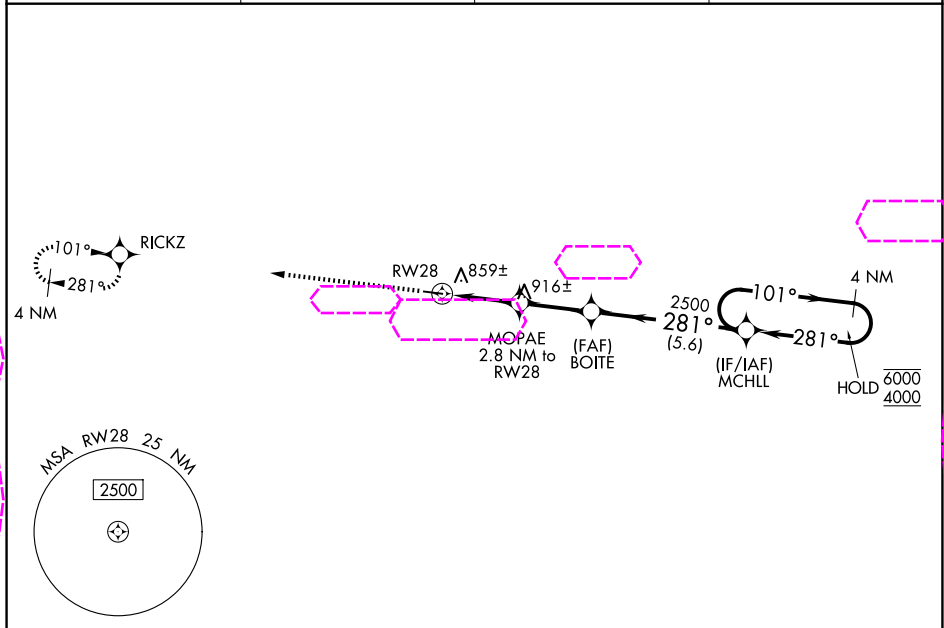 101°
RICKZ
281°
4 NM
RW28
859±
916±
MOPAE
2.8 NM to
RW28
(FAF)
BOITE
2500
281°
(5.6)
(IF/IAF)
MCHLL
101°
281°
4 NM
HOLD
6000
4000
MSA RW28 25 NM
2500